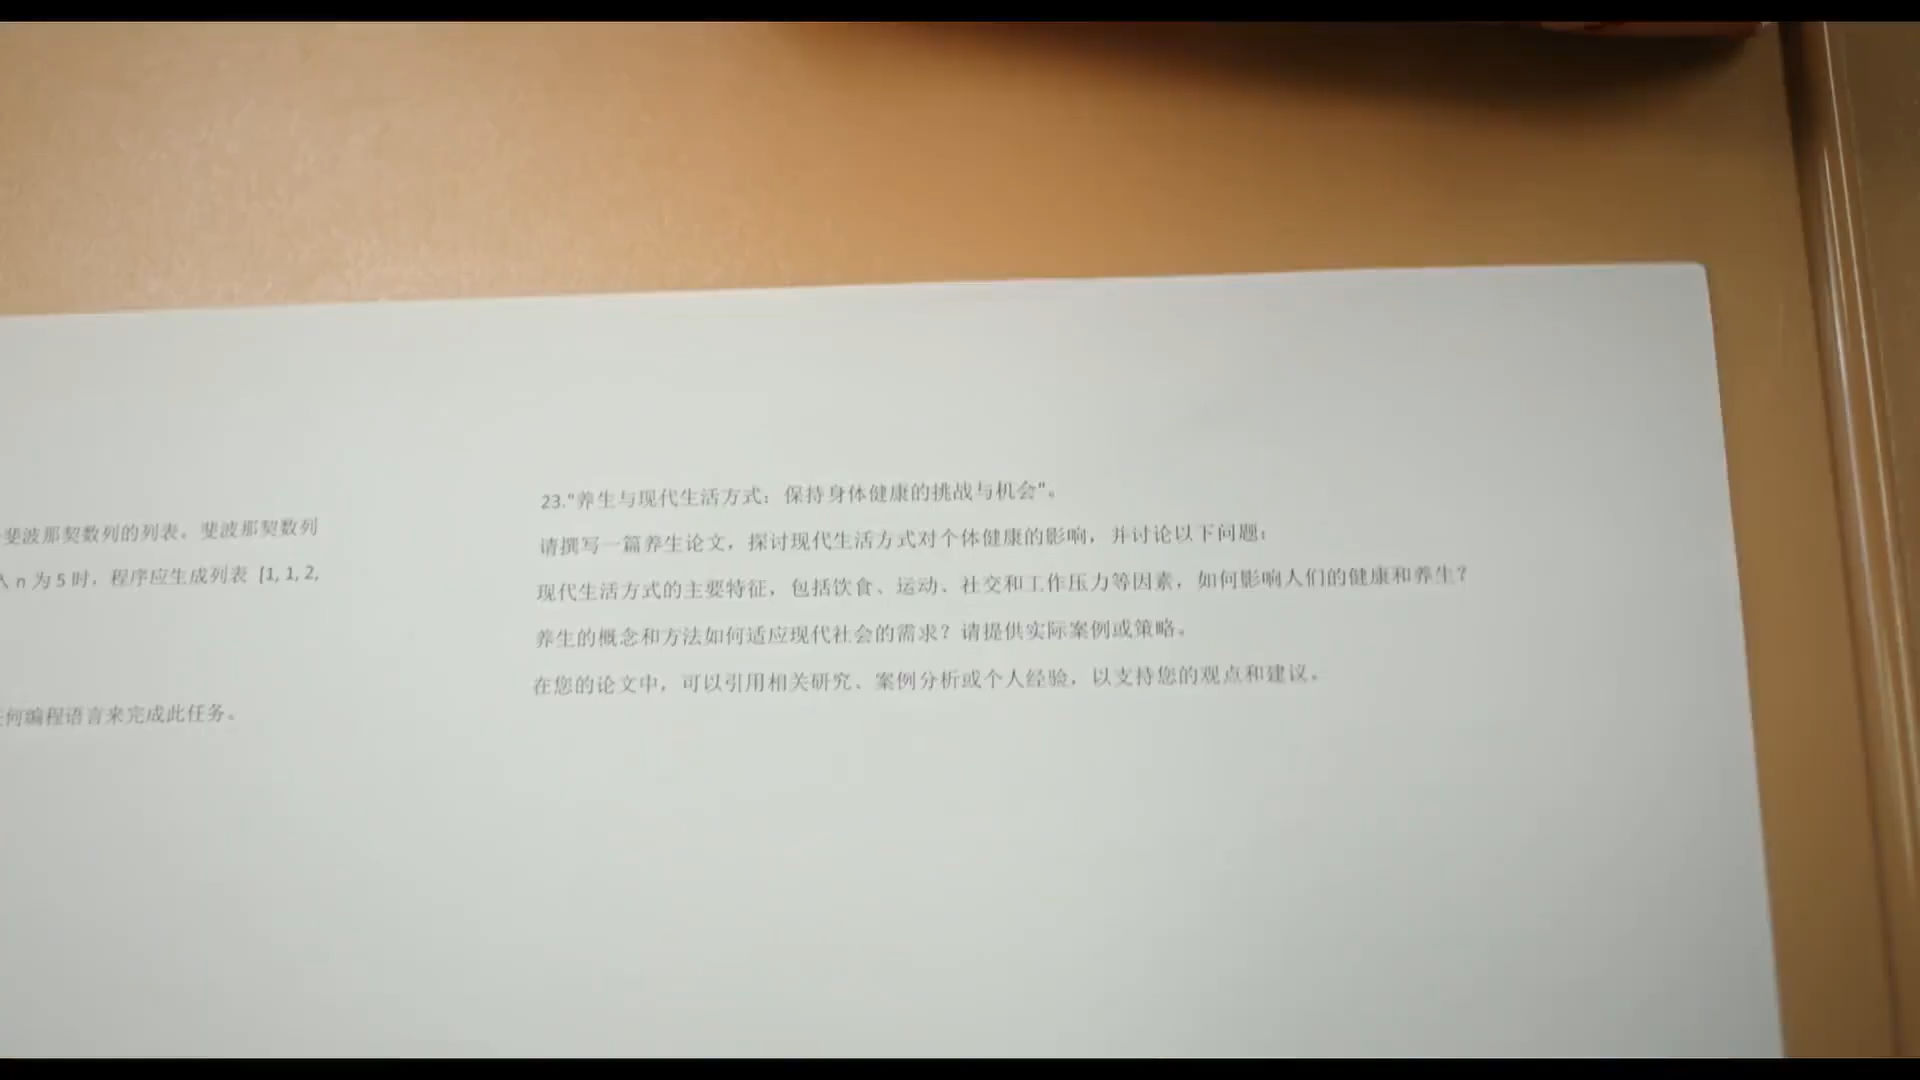 斐波那契数列的列表。斐波那契数列
n 为 5 时，程序应生成列表 [1, 1, 2,
何编程语言来完成此任务。
23."养生与现代生活方式：保持身体健康的挑战与机会"。
请撰写一篇养生论文，探讨现代生活方式对个体健康的影响，并讨论以下问题：
现代生活方式的主要特征，包括饮食、运动、社交和工作压力等因素，如何影响人们的健康和养生？
养生的概念和方法如何适应现代社会的需求？请提供实际案例或策略。
在您的论文中，可以引用相关研究、案例分析或个人经验，以支持您的观点和建议。